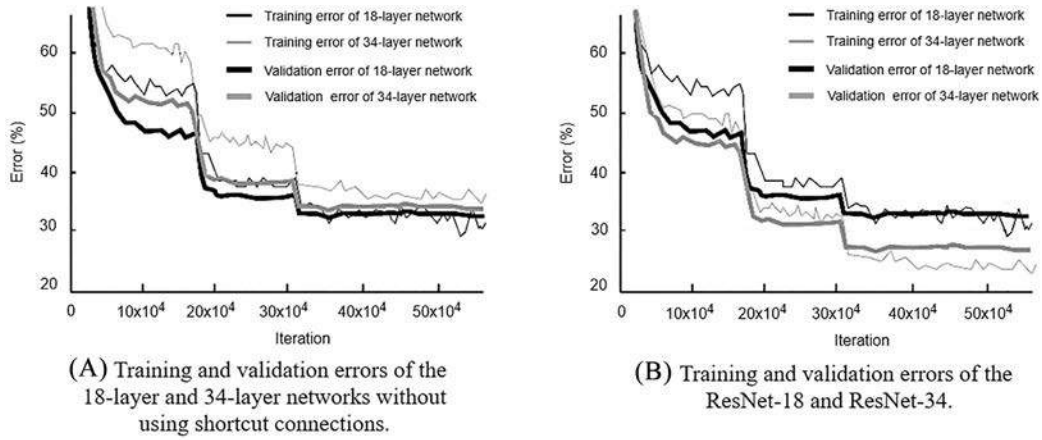 Training error of 18-layer network
Training error of 34-layer network
Validation error of 18-layer network
Validation error of 34-layer network
60
50
40
30
20
Error (%)
0
10x10⁴
20x10⁴
30x10⁴
40x10⁴
50x10⁴
Iteration
(A) Training and validation errors of the
18-layer and 34-layer networks without
using shortcut connections.
Training error of 18-layer network
Training error of 34-layer network
Validation error of 18-layer network
Validation error of 34-layer network
60
50
40
30
20
Error (%)
0
10x10⁴
20x10⁴
30x10⁴
40x10⁴
50x10⁴
Iteration
(B) Training and validation errors of the
ResNet-18 and ResNet-34.